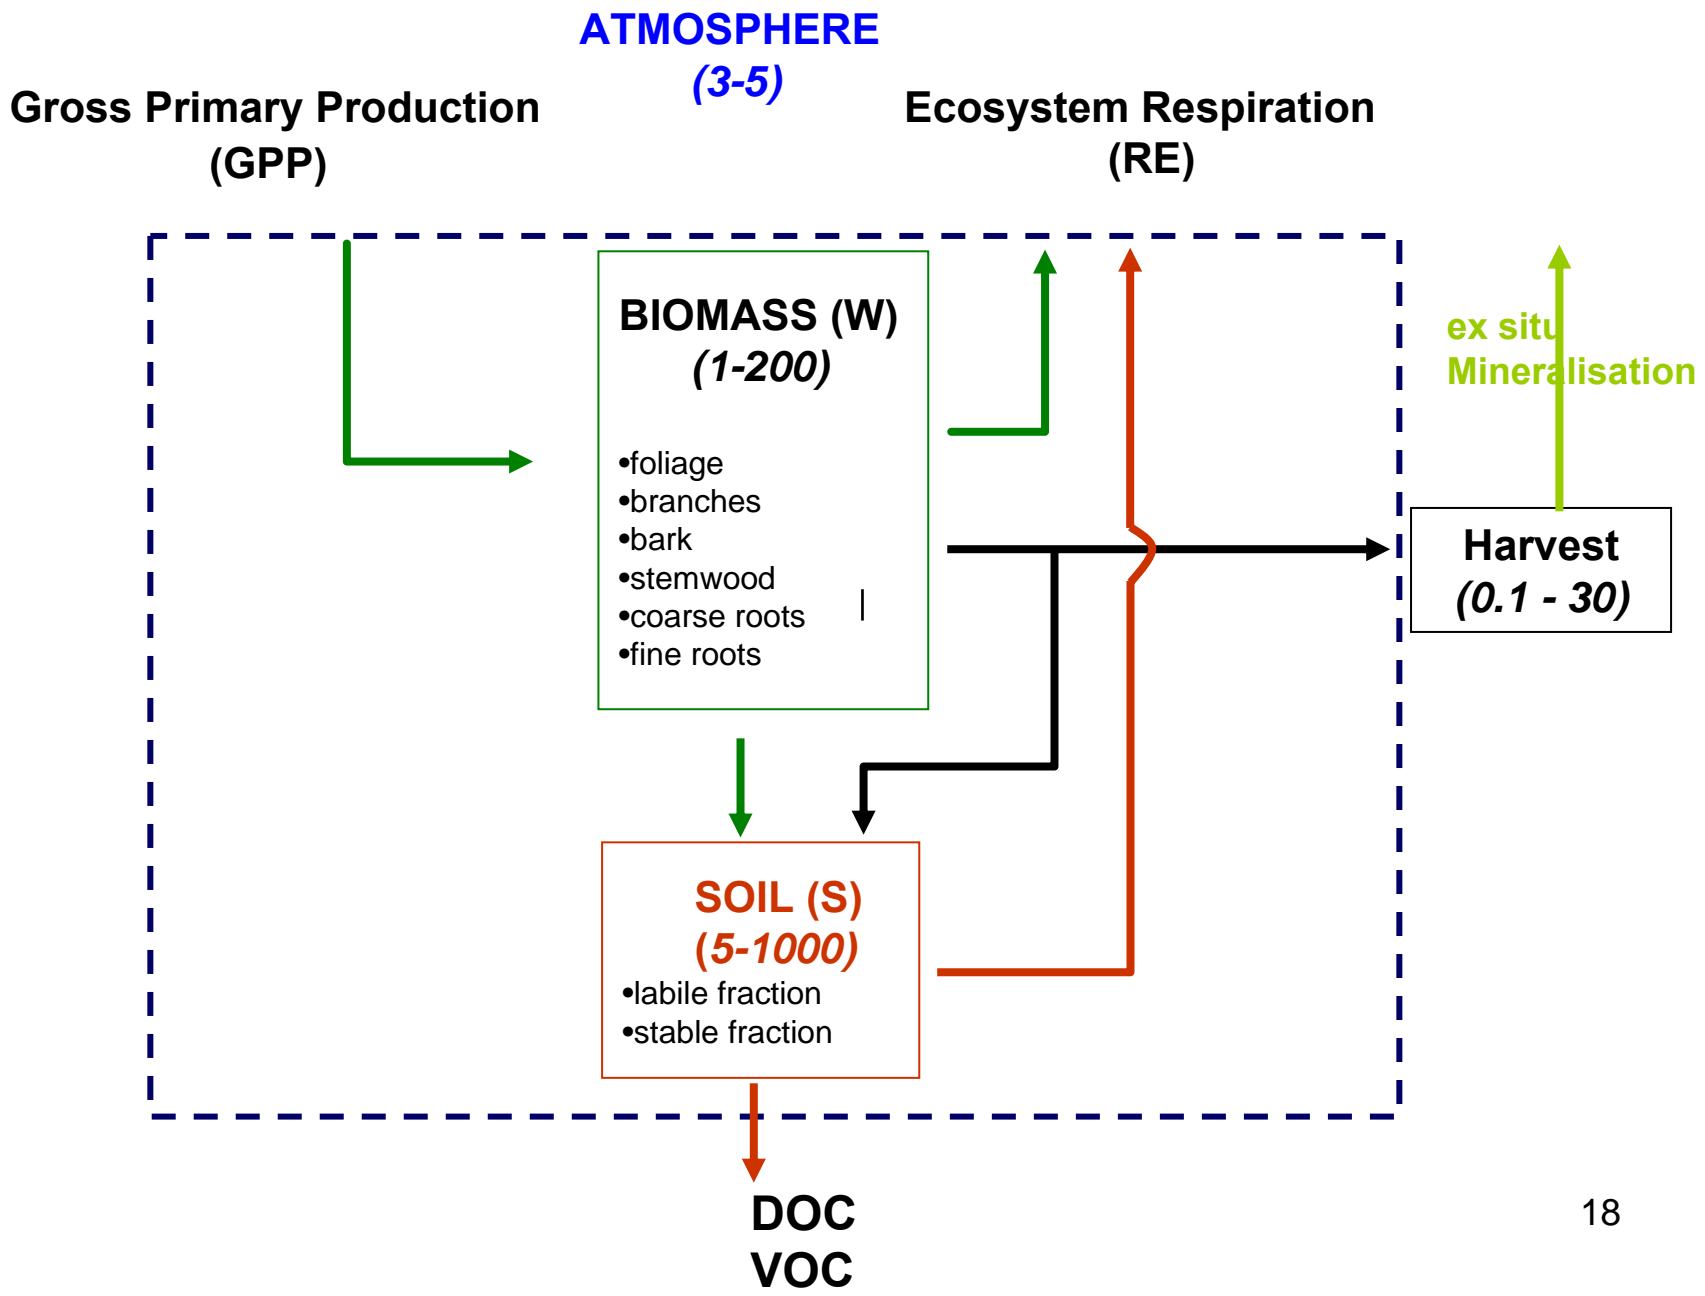 ATMOSPHERE
(3-5)
Gross Primary Production
(GPP)
Ecosystem Respiration
(RE)
BIOMASS (W)
(1-200)
•foliage
•branches
•bark
•stemwood
•coarse roots
•fine roots
ex situ
Mineralisation
Harvest
(0.1 - 30)
SOIL (S)
(5-1000)
•labile fraction
•stable fraction
DOC
VOC
18